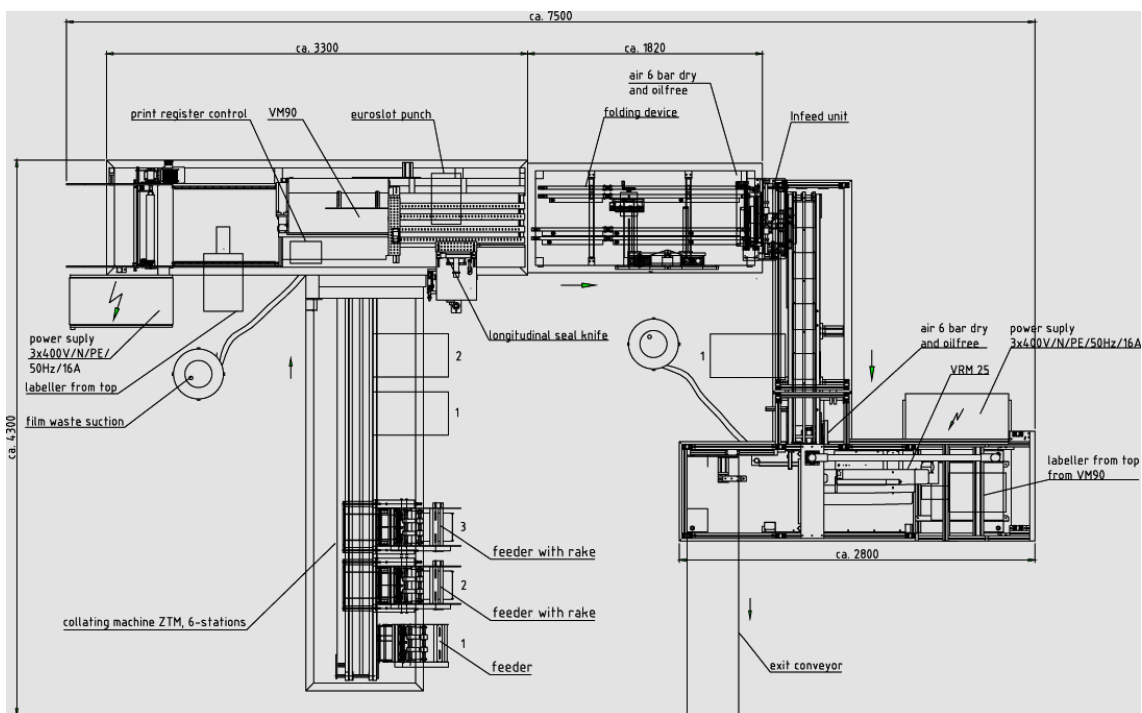 ca. 7500
ca. 3300
ca. 1820
air 6 bar dry
and oilfree
print register control
VM90
euroslot punch
folding device
Infeed unit
power suply
3x400V/N/PE/
50Hz/16A
labeller from top
film waste suction
longitudinal seal knife
air 6 bar dry
and oilfree
power supply
3x400V/N/PE/50Hz/16A
VRM 25
2
1
1
ca. 4300
labeller from top
from VM90
3
feeder with rake
2
feeder with rake
1
feeder
collating machine ZTM, 6-stations
ca. 2800
exit conveyor